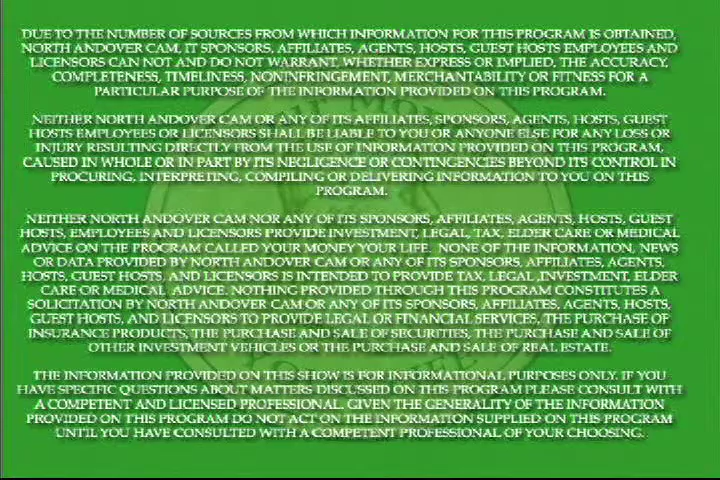 DUE TO THE NUMBER OF SOURCES FROM WHICH INFORMATION FOR THIS PROGRAM IS OBTAINED,
NORTH ANDOVER CAM, IT SPONSORS, AFFILIATES, AGENTS, HOSTS, GUEST HOSTS EMPLOYEES AND
LICENSORS CAN NOT AND DO NOT WARRANT, WHETHER EXPRESS OR IMPLIED, THE ACCURACY,
COMPLETENESS, TIMELINESS, NONINFRINGEMENT, MERCHANTABILITY OR FITNESS FOR A
PARTICULAR PURPOSE OF THE INFORMATION PROVIDED ON THIS PROGRAM.
NEITHER NORTH ANDOVER CAM OR ANY OF ITS AFFILIATES, SPONSORS, AGENTS, HOSTS, GUEST
HOSTS EMPLOYEES OR LICENSORS SHALL BE LIABLE TO YOU OR ANYONE ELSE FOR ANY LOSS OR
INJURY RESULTING DIRECTLY FROM THE USE OF INFORMATION PROVIDED ON THIS PROGRAM,
CAUSED IN WHOLE OR IN PART BY ITS NEGLIGENCE OR CONTINGENCIES BEYOND ITS CONTROL IN
PROCURING, INTERPRETING, COMPILING OR DELIVERING INFORMATION TO YOU ON THIS
PROGRAM.
NEITHER NORTH ANDOVER CAM NOR ANY OF ITS SPONSORS, AFFILIATES, AGENTS, HOSTS, GUEST
HOSTS, EMPLOYEES AND LICENSORS PROVIDE INVESTMENT, LEGAL, TAX, ELDER CARE OR MEDICAL
ADVICE ON THE PROGRAM CALLED YOUR MONEY YOUR LIFE. NONE OF THE INFORMATION, NEWS
OR DATA PROVIDED BY NORTH ANDOVER CAM OR ANY OF ITS SPONSORS, AFFILIATES, AGENTS,
HOSTS, GUEST HOSTS, AND LICENSORS IS INTENDED TO PROVIDE TAX, LEGAL ,INVESTMENT, ELDER
CARE OR MEDICAL ADVICE. NOTHING PROVIDED THROUGH THIS PROGRAM CONSTITUTES A
SOLICITATION BY NORTH ANDOVER CAM OR ANY OF ITS SPONSORS, AFFILIATES, AGENTS, HOSTS,
GUEST HOSTS, AND LICENSORS TO PROVIDE LEGAL OR FINANCIAL SERVICES, THE PURCHASE OF
INSURANCE PRODUCTS, THE PURCHASE AND SALE OF SECURITIES, THE PURCHASE AND SALE OF
OTHER INVESTMENT VEHICLES OR THE PURCHASE AND SALE OF REAL ESTATE.
THE INFORMATION PROVIDED ON THIS SHOW IS FOR INFORMATIONAL PURPOSES ONLY. IF YOU
HAVE SPECIFIC QUESTIONS ABOUT MATTERS DISCUSSED ON THIS PROGRAM PLEASE CONSULT WITH
A COMPETENT AND LICENSED PROFESSIONAL. GIVEN THE GENERALITY OF THE INFORMATION
PROVIDED ON THIS PROGRAM DO NOT ACT ON THE INFORMATION SUPPLIED ON THIS PROGRAM
UNTIL YOU HAVE CONSULTED WITH A COMPETENT PROFESSIONAL OF YOUR CHOOSING.